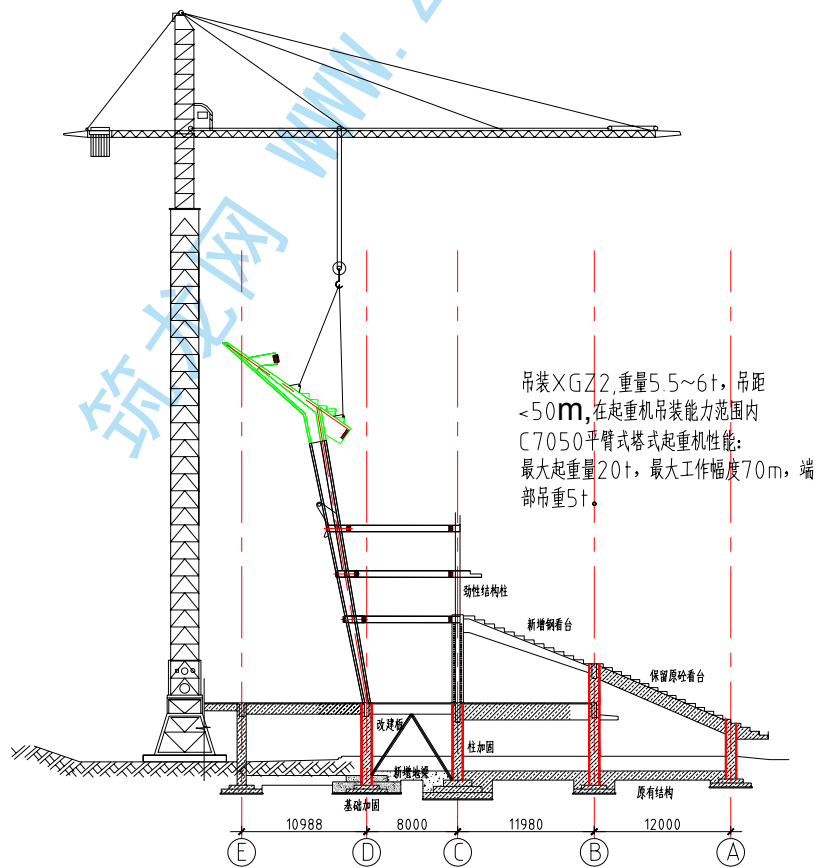 筑龙网 WWW.
吊装XGZ2,重量5.5~6t，吊距
<50m,在起重机吊装能力范围内
C7050平臂式塔式起重机性能:
最大起重量20t，最大工作幅度70m，端
部吊重5t。
劲性结构柱
新增钢看台
保留原砼看台
改建板
柱加固
新增地梁
基础加固
原有结构
10988
8000
11980
12000
E
D
C
B
A